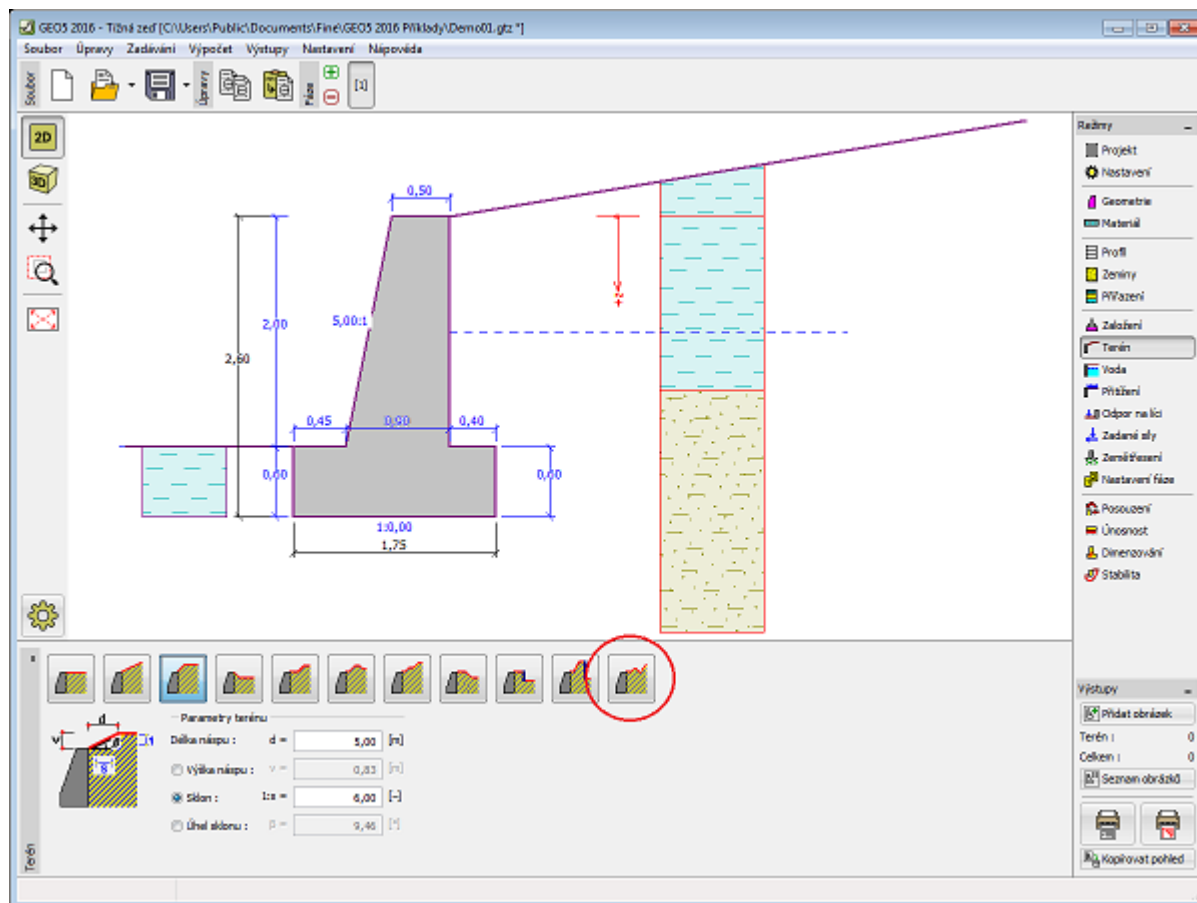 GEO5 2016 - Tížná zeď [C:\Users\Public\Documents\Fine\GEO5 2016 Příklady\Demo01.gtz *]
Soubor Úpravy Zadávání Výpočet Výstupy Nastavení Nápověda
Soubor
Úpravy
Fáze
[1]
2D
3D
0,50
2,00
5,00:1
2,60
0,45 0,90 0,40
0,60
0,60
1:0,00
1,75
+z
Režimy
Projekt
Nastavení
Geometrie
Materiál
Profil
Zeminy
Přiřazení
Založení
Terén
Voda
Přitížení
Odpor na líci
Zadané síly
Zemětřesení
Nastavení fáze
Posouzení
Únosnost
Dimenzování
Stabilita
Parametry terénu
Délka náspu : d = 5,00 [m]
Výška náspu : v = 0,83 [m]
Sklon : 1:s = 6,00 [-]
Úhel sklonu : β = 9,46 [°]
d
v
β
1
s
Terén
Výstupy
Přidat obrázek
Terén : 0
Celkem : 0
Seznam obrázků
Kopírovat pohled